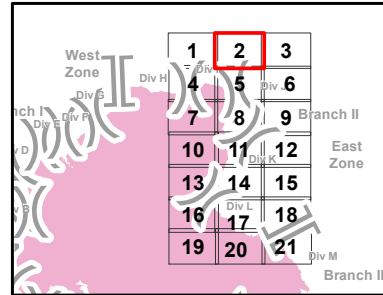 1 2 3
West
Zone
Div H
4 5 6
Div G
Branch II
7 8 9
Div F
Div E
East
Zone
Div D
10 11 12
Div K
13 14 15
Div L
16 17 18
19 20 21
Div M
Branch II